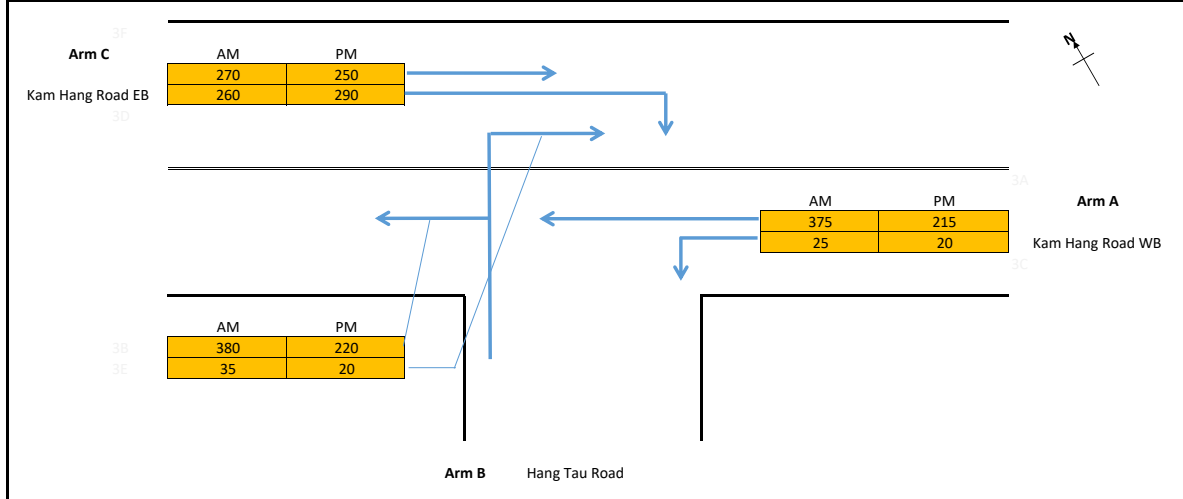 3F
Arm C AM PM
270 250
Kam Hang Road EB 260 290
3D
N
3A
AM PM Arm A
375 215
25 20 Kam Hang Road WB
3C
AM PM
3B 380 220
3E 35 20
Arm B Hang Tau Road